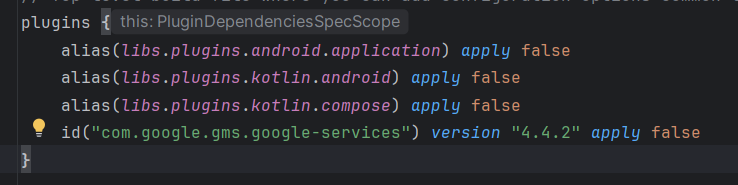 plugins { this: PluginDependenciesSpecScope
alias(libs.plugins.android.application) apply false
alias(libs.plugins.kotlin.android) apply false
alias(libs.plugins.kotlin.compose) apply false
id("com.google.gms.google-services") version "4.4.2" apply false
}